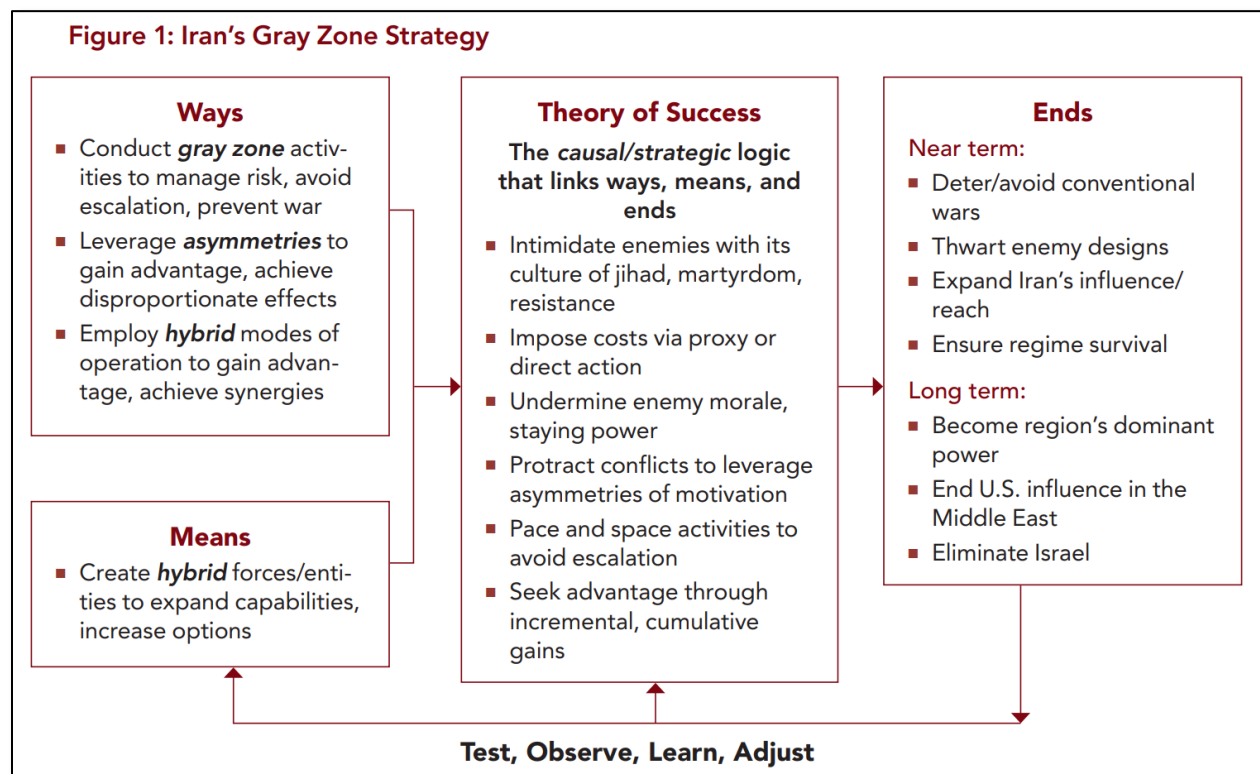 Figure 1: Iran's Gray Zone Strategy
Ways
■ Conduct gray zone activ-
ities to manage risk, avoid
escalation, prevent war
■ Leverage asymmetries to
gain advantage, achieve
disproportionate effects
■ Employ hybrid modes of
operation to gain advan-
tage, achieve synergies
Means
■ Create hybrid forces/enti-
ties to expand capabilities,
increase options
Theory of Success
The causal/strategic logic
that links ways, means, and
ends
■ Intimidate enemies with its
culture of jihad, martyrdom,
resistance
■ Impose costs via proxy or
direct action
■ Undermine enemy morale,
staying power
■ Protract conflicts to leverage
asymmetries of motivation
■ Pace and space activities to
avoid escalation
■ Seek advantage through
incremental, cumulative
gains
Ends
Near term:
■ Deter/avoid conventional
wars
■ Thwart enemy designs
■ Expand Iran's influence/
reach
■ Ensure regime survival
Long term:
■ Become region's dominant
power
■ End U.S. influence in the
Middle East
■ Eliminate Israel
Test, Observe, Learn, Adjust